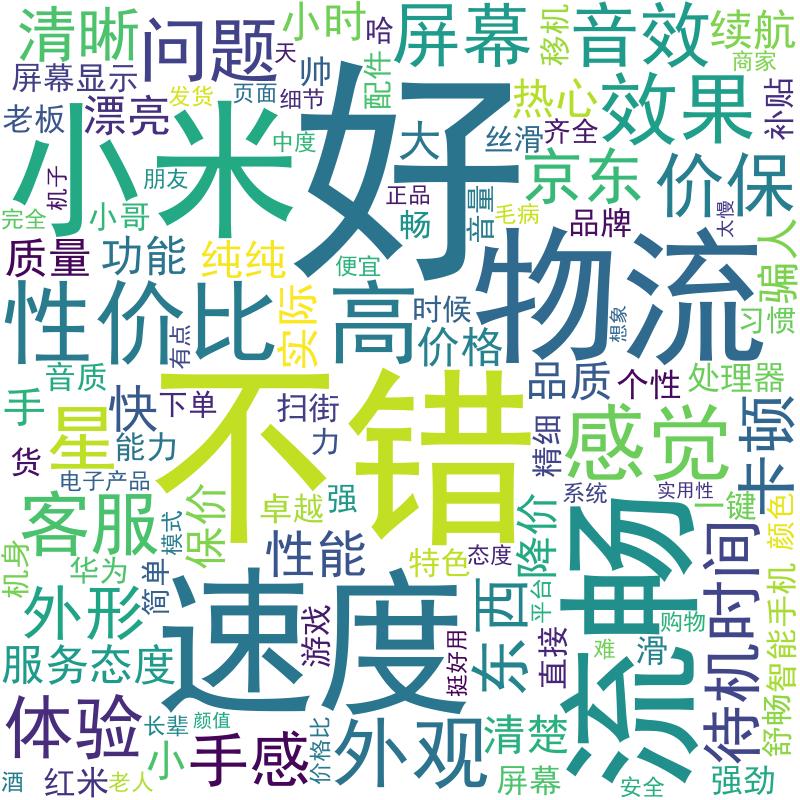 清晰
问题
天
小时
哈
屏幕
移机
音效
续航
商家
屏幕显示
发货
页面
细节
帅
配件
热心
效果
补贴
老板
漂亮
小米
好
中度
大
丝滑
齐全
机子
朋友
正品
京东
价保
完全
小哥
畅
音量
毛病
品牌
太慢
质量
功能
纯纯
便宜
物流
骗人
性价比
有点
实际
高
时候
价格
想象
习惯
音质
不错
品质
个性
处理器
手
星
快
下单
扫街
感觉
卡顿
货
能力
力
精细
电子产品
系统
实用性
一键
客服
模式
保价
卓越
强
降价
流畅
待机时间
颜色
机身
华为
简单
性能
特色
态度
平台
外形
速度
游戏
挺好用
东西
直接
购物
难
滑
舒畅
智能手机
服务态度
体验
长辈
颜值
手感
价格比
外观
清楚
小
酒
红米
老人
屏幕
安全
强劲